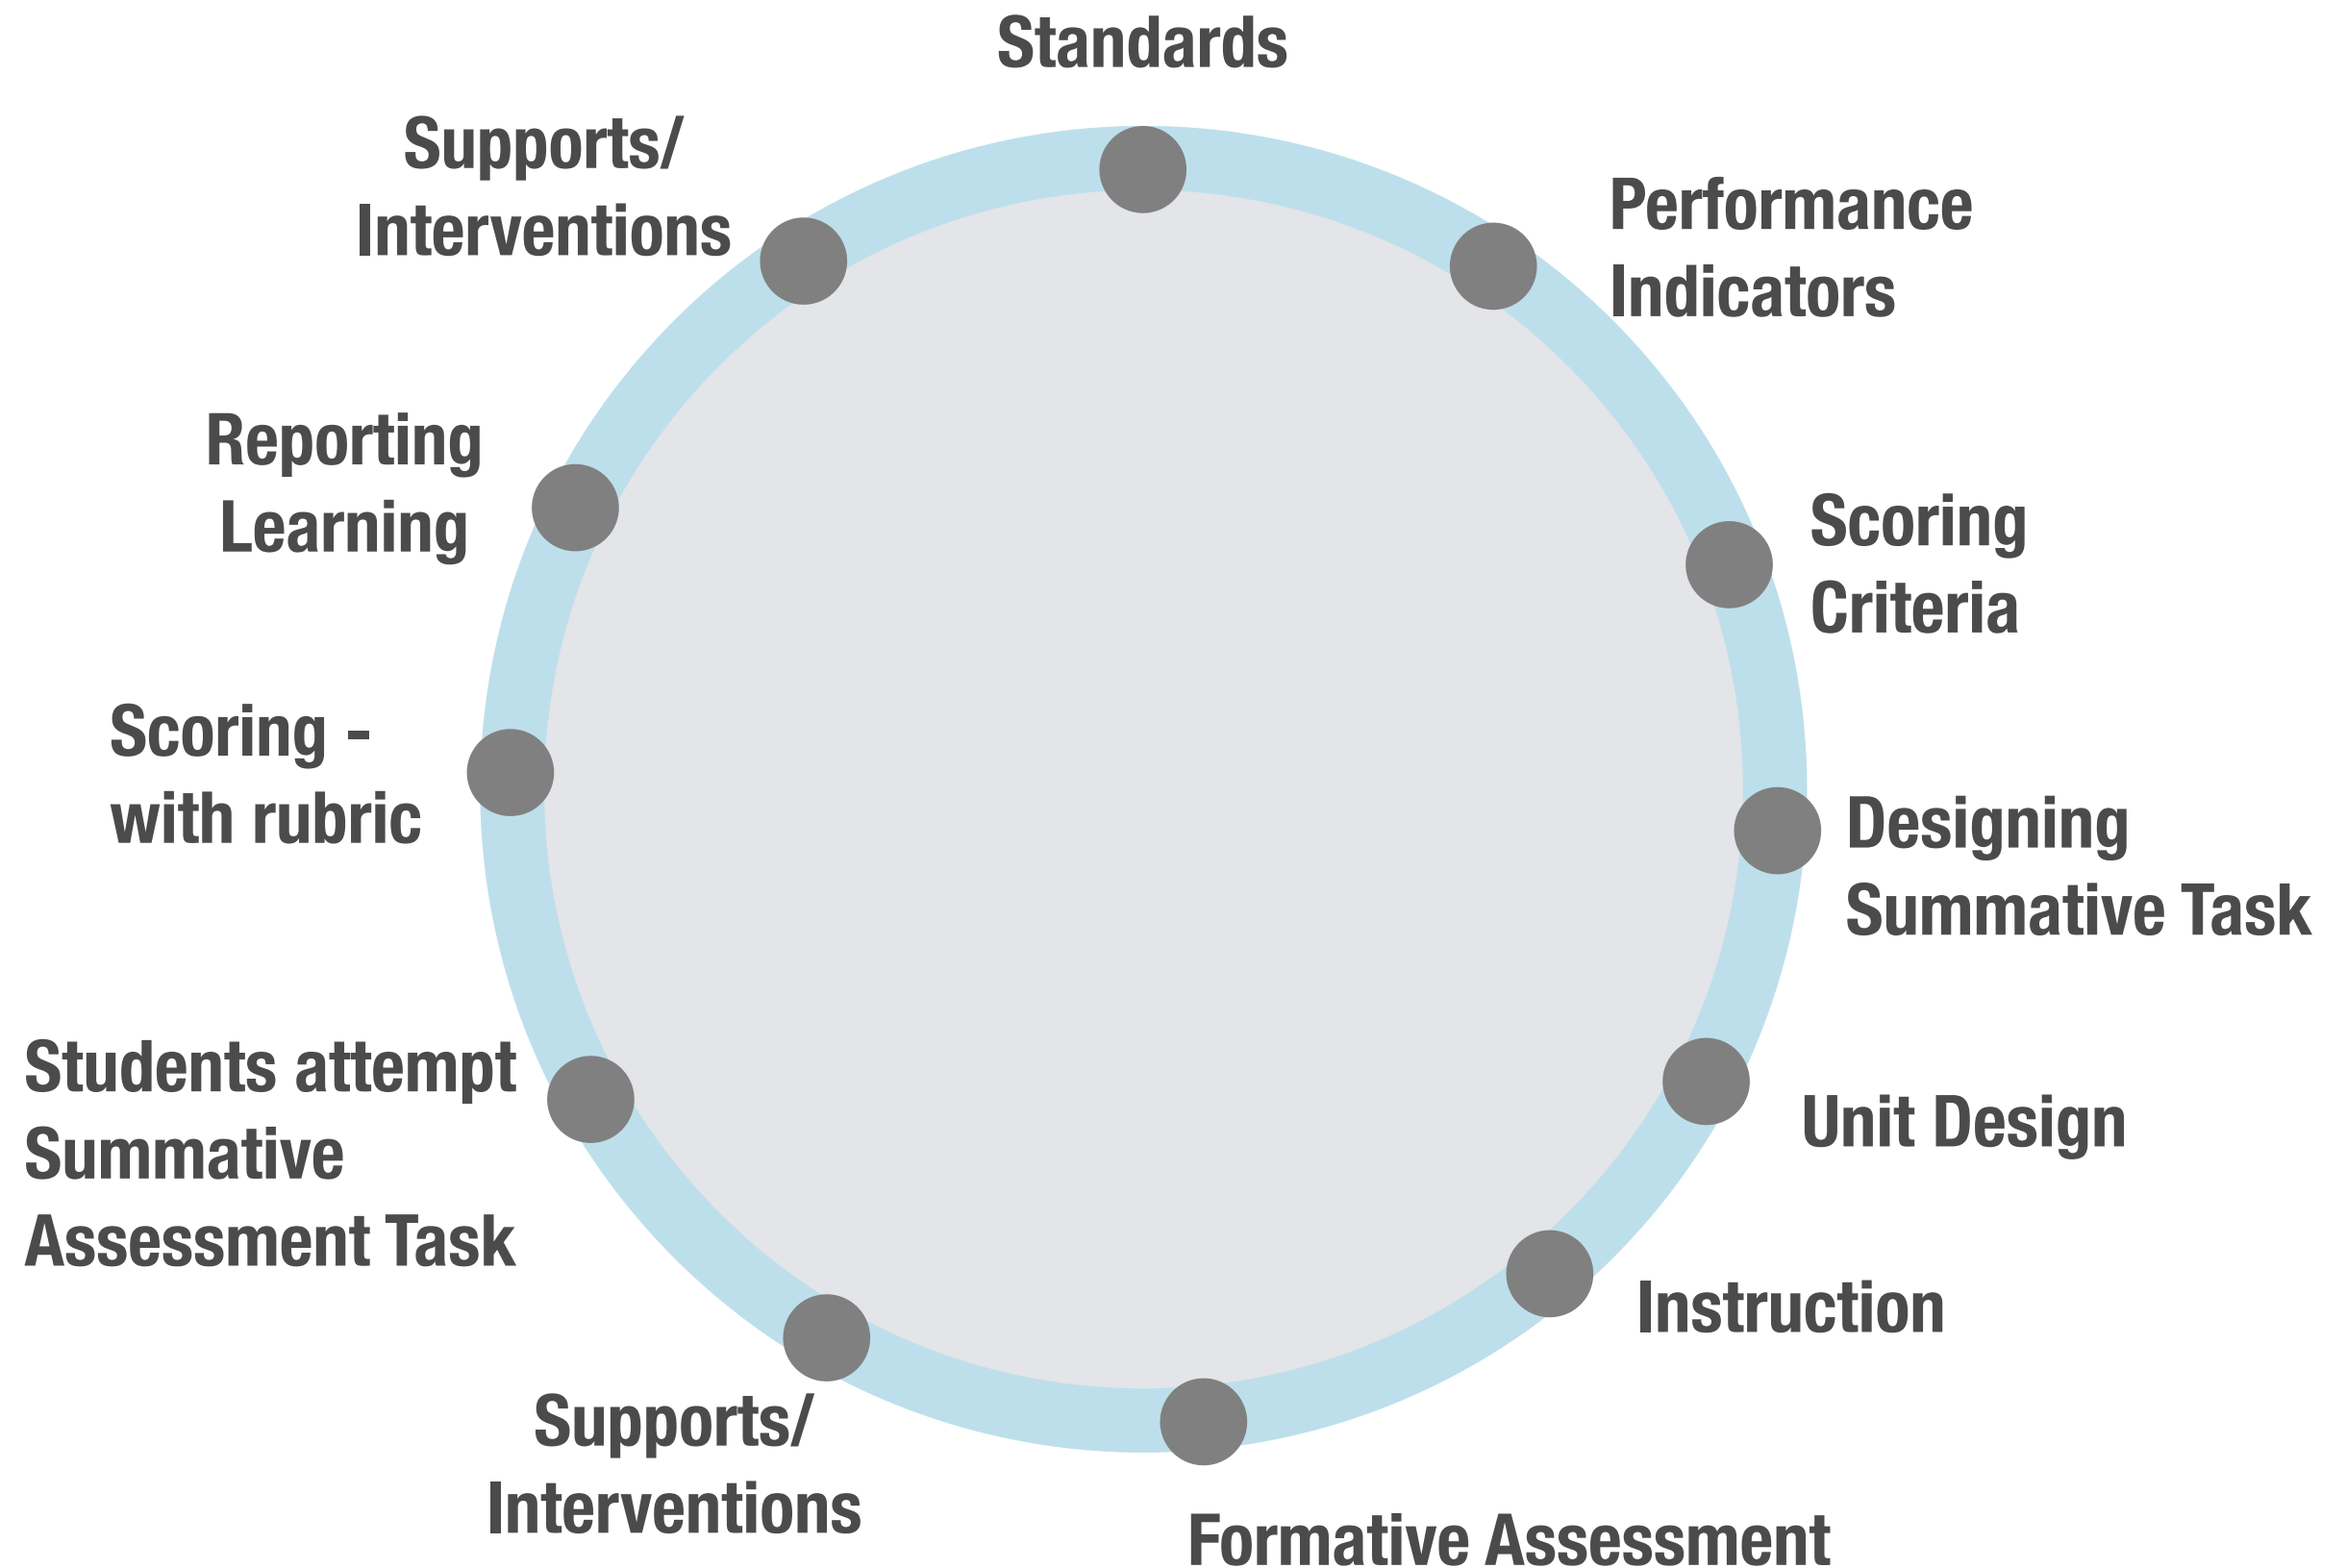 Standards
Performance
Indicators
Scoring
Criteria
Designing
Summative Task
Unit Design
Instruction
Formative Assessment
Supports/
Interventions
Students attempt
Summative
Assessment Task
Scoring -
with rubric
Reporting
Learning
Supports/
Interventions